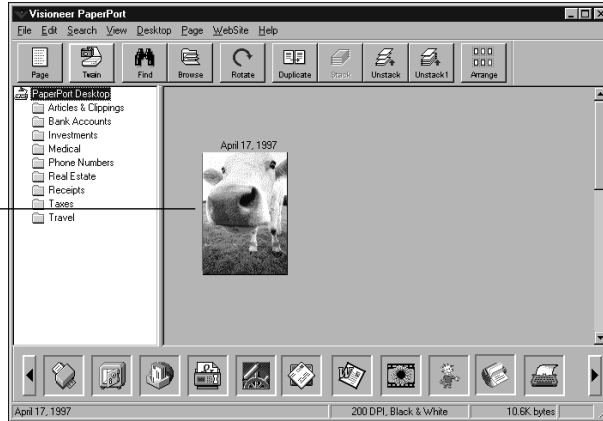 Visioneer PaperPort
File Edit Search View Desktop Page WebSite Help
Page Twain Find Browse Rotate Duplicate Stack Unstack Unstack1 Arrange
PaperPort Desktop
Articles & Clippings
Bank Accounts
Investments
Medical
Phone Numbers
Real Estate
Receipts
Taxes
Travel
April 17, 1997
April 17, 1997 200 DPI, Black & White 10.6K bytes